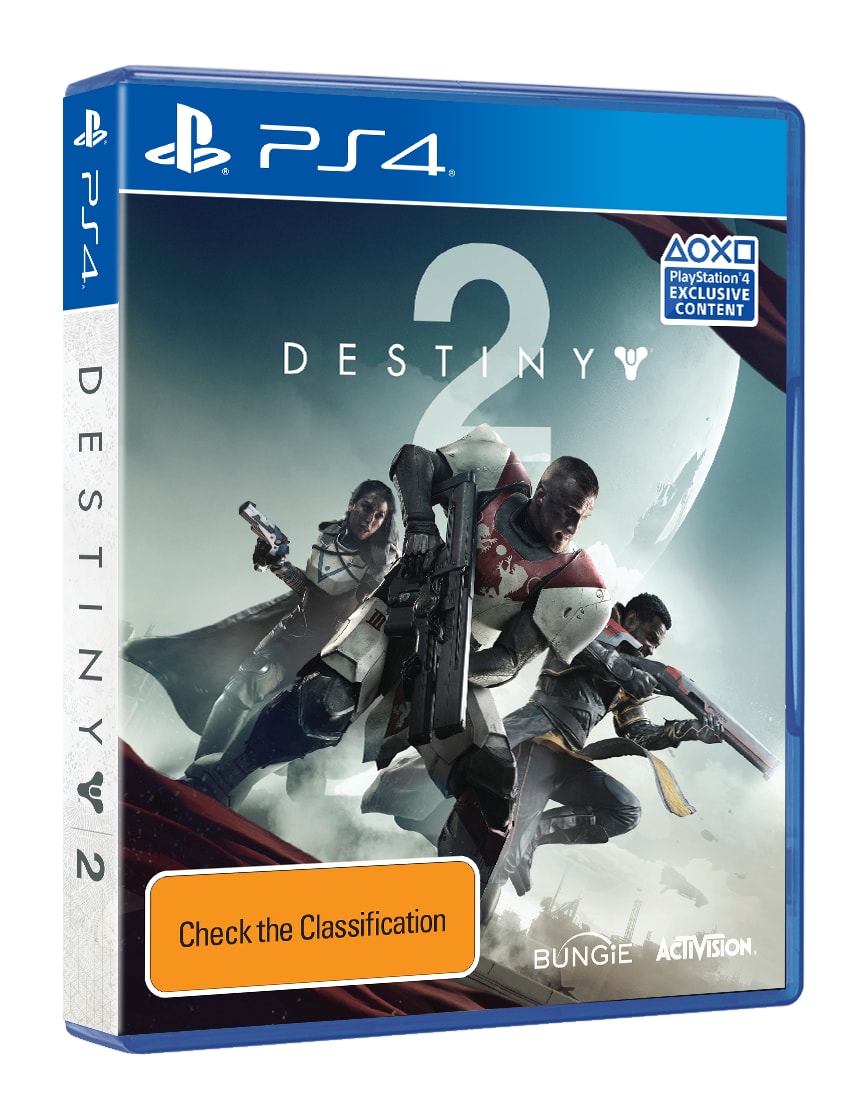 PS4
PS4
DESTINY 2
2
DESTINY
PlayStation®4
EXCLUSIVE
CONTENT
Check the Classification
BUNGiE
ACTIVISION®